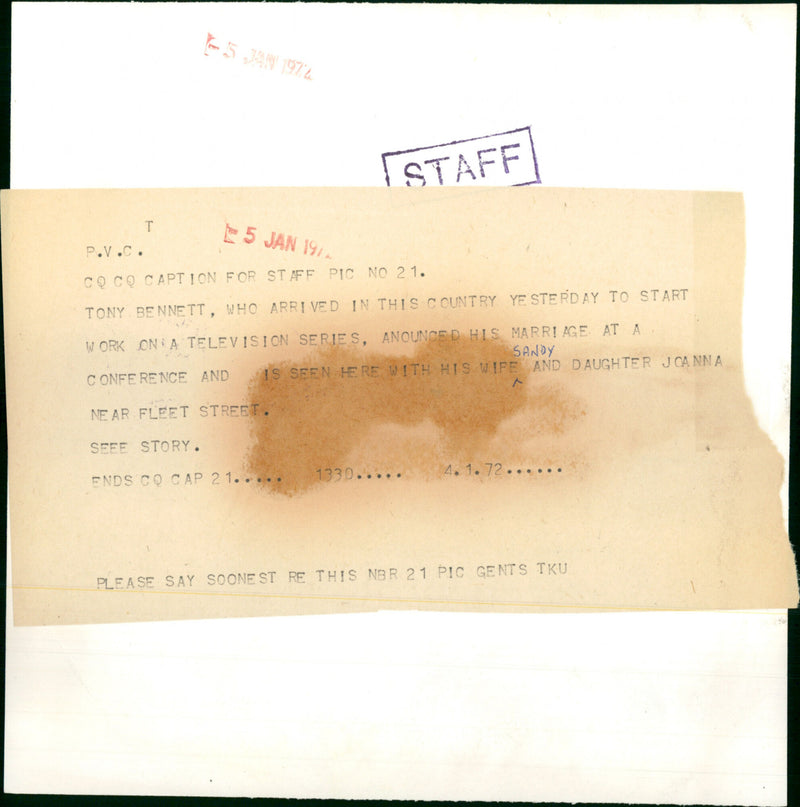 - 5 JAN 1972
STAFF
T
P.V.C.
- 5 JAN 197
CQ CQ CAPTION FOR STAFF PIC NO 21.
TONY BENNETT, WHO ARRIVED IN THIS COUNTRY YESTERDAY TO START
WORK ON A TELEVISION SERIES, ANOUNCED HIS MARRIAGE AT A
SANDY
CONFERENCE AND IS SEEN HERE WITH HIS WIFE AND DAUGHTER JOANNA
NEAR FLEET STREET.
SEEE STORY.
ENDS CQ CAP 21..... 1330..... 4.1.72......
PLEASE SAY SOONEST RE THIS NBR 21 PIC GENTS TKU